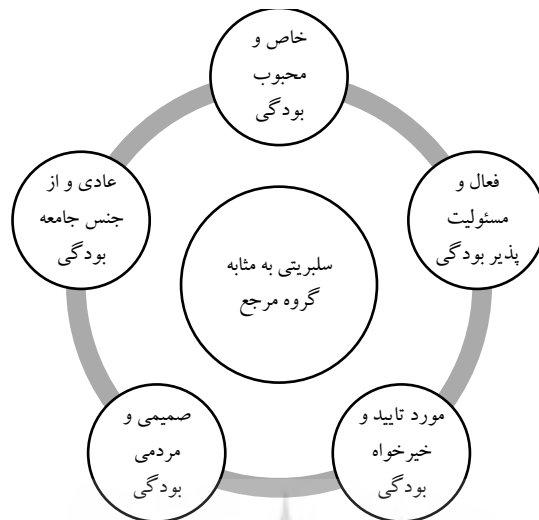 خاص و
محبوب
بودگی
فعال و
مسئولیت
پذیر بودگی
مورد تایید و
خیرخواه
بودگی
صمیمی و
مردمی
بودگی
عادی و از
جنس جامعه
بودگی
سلبریتی به مثابه
گروه مرجع